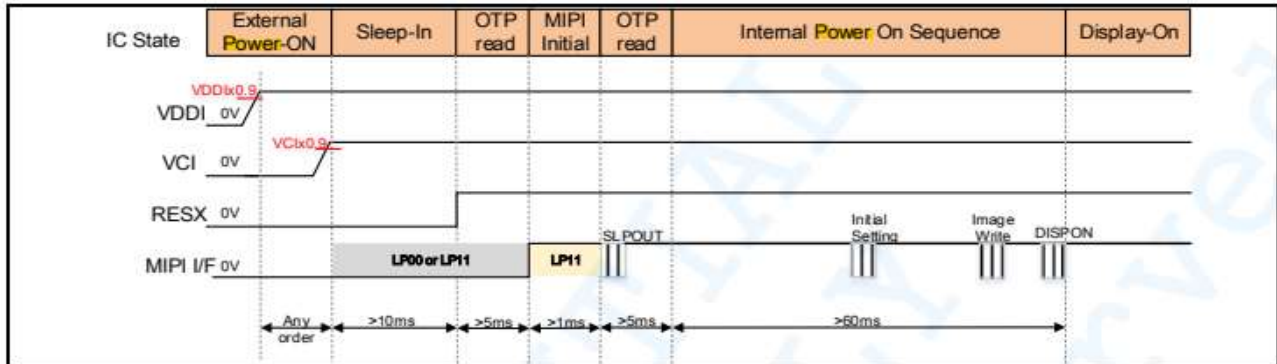 IC State
External Power-ON
Sleep-In
OTP read
MIPI Initial
OTP read
Internal Power On Sequence
Display-On
VDDIx0.9
VDDI 0V
VCIx0.9
VCI 0V
RESX 0V
SLPOUT
Initial Setting
Image Write
DISPON
MIPI I/F 0V
LP00 or LP11
LP11
Any order
>10ms
>5ms
>1ms
>5ms
>60ms